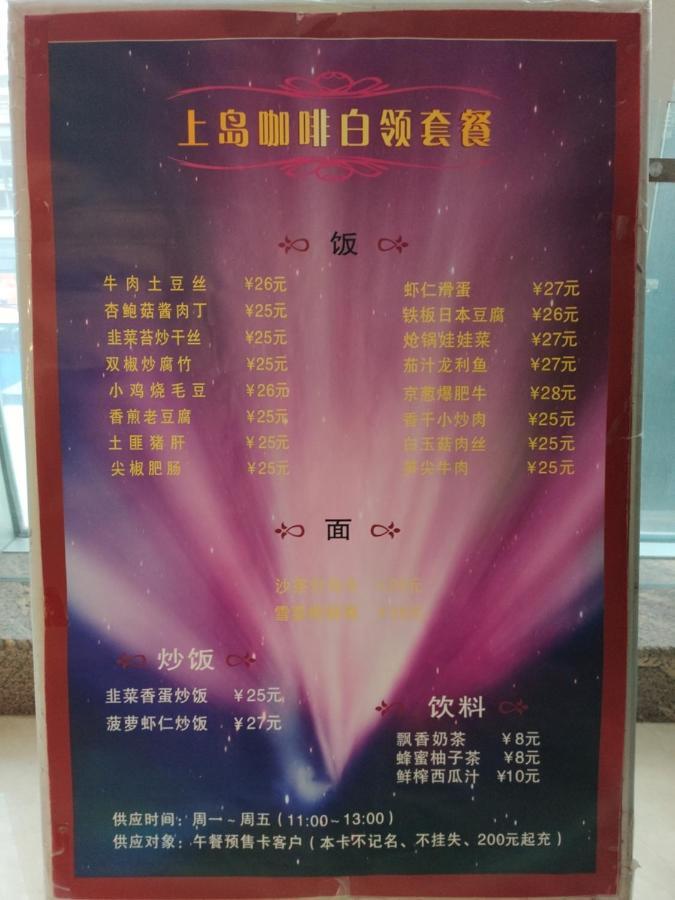 上岛咖啡白领套餐
饭
牛肉土豆丝 ¥26元
杏鲍菇酱肉丁 ¥25元
韭菜苔炒干丝 ¥25元
双椒炒腐竹 ¥25元
小鸡烧毛豆 ¥26元
香煎老豆腐 ¥25元
土匪猪肝 ¥25元
尖椒肥肠 ¥25元
虾仁滑蛋 ¥27元
铁板日本豆腐 ¥26元
炝锅娃娃菜 ¥27元
茄汁龙利鱼 ¥27元
京葱爆肥牛 ¥28元
香干小炒肉 ¥25元
白玉菇肉丝 ¥25元
笋尖牛肉 ¥25元
面
炒饭
韭菜香蛋炒饭 ¥25元
菠萝虾仁炒饭 ¥27元
饮料
飘香奶茶 ¥8元
蜂蜜柚子茶 ¥8元
鲜榨西瓜汁 ¥10元
供应时间：周一~周五（11:00~13:00）
供应对象：午餐预售卡客户（本卡不记名、不挂失、200元起充）